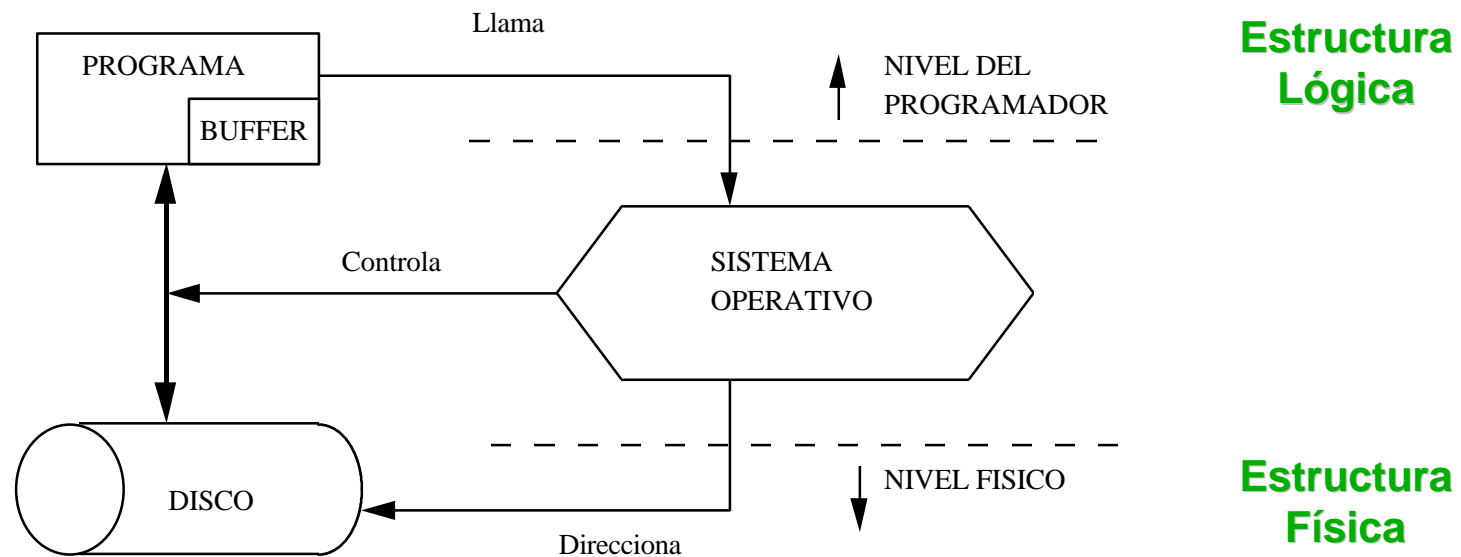 Llama
Estructura
Lógica
PROGRAMA
BUFFER
NIVEL DEL
PROGRAMADOR
Controla
SISTEMA
OPERATIVO
DISCO
NIVEL FISICO
Direcciona
Estructura
Física